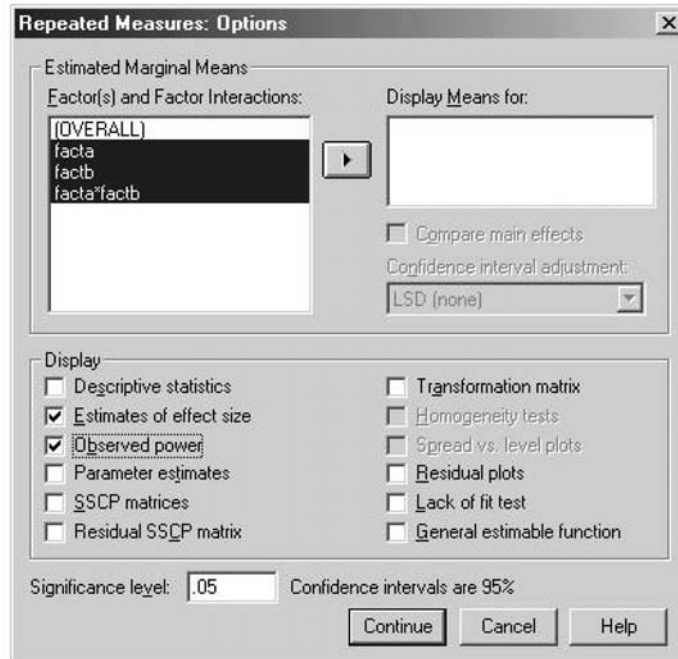 Repeated Measures: Options
Estimated Marginal Means
Factor(s) and Factor Interactions:
(OVERALL)
facta
factb
facta*factb
Display Means for:
Compare main effects
Confidence interval adjustment:
LSD (none)
Display
Descriptive statistics
Estimates of effect size
Observed power
Parameter estimates
SSCP matrices
Residual SSCP matrix
Transformation matrix
Homogeneity tests
Spread vs. level plots
Residual plots
Lack of fit test
General estimable function
Significance level: .05 Confidence intervals are 95%
Continue Cancel Help